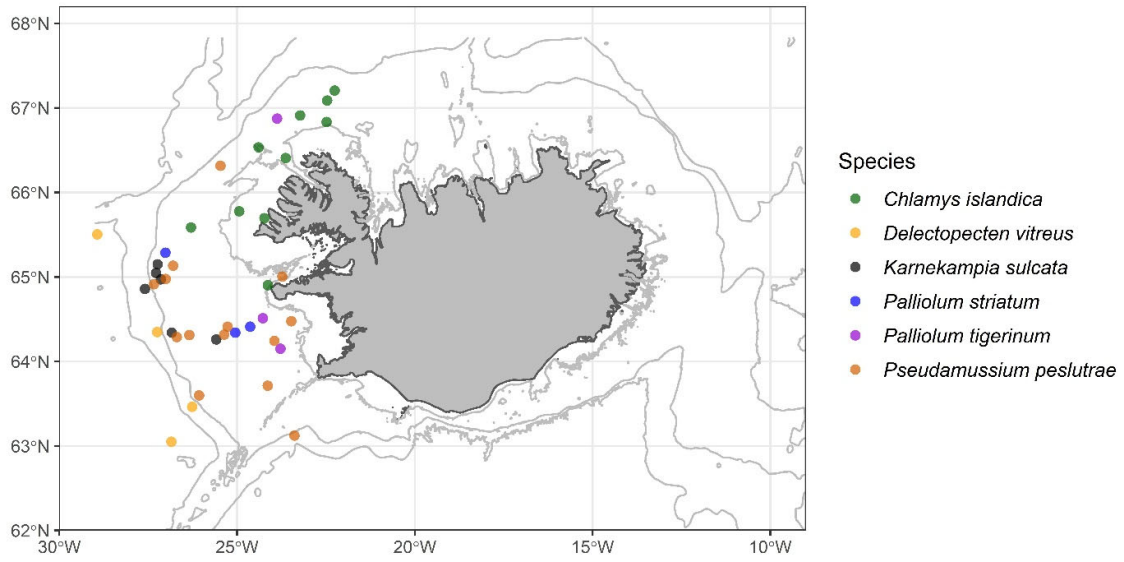 68°N
67°N
66°N
65°N
64°N
63°N
62°N
30°W
25°W
20°W
15°W
10°W
Species
Chlamys islandica
Delectopecten vitreus
Karnekampia sulcata
Palliolum striatum
Palliolum tigerinum
Pseudamussium peslutrae